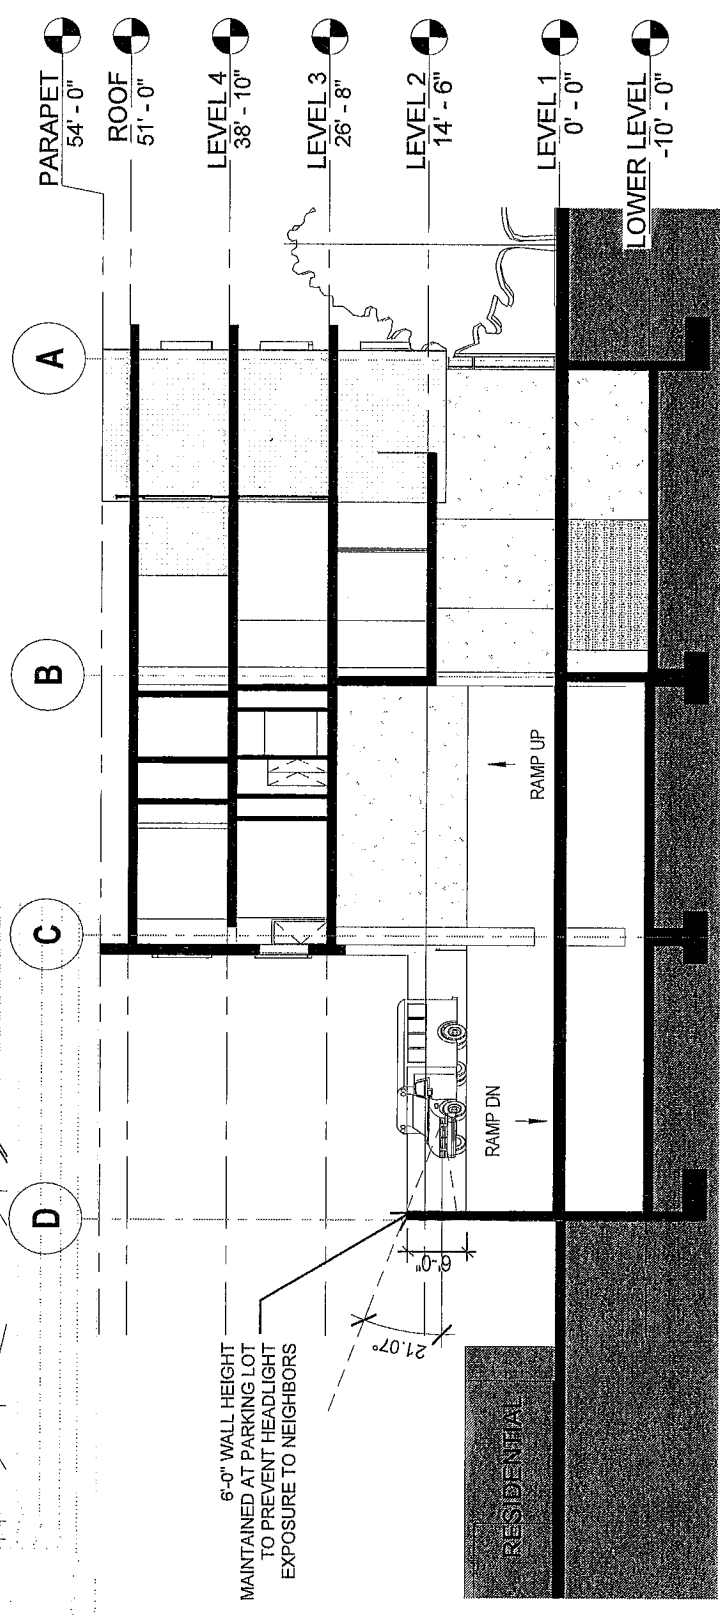 PARAPET
54' - 0"
ROOF
51' - 0"
LEVEL 4
38' - 10"
LEVEL 3
26' - 8"
LEVEL 2
14' - 6"
LEVEL 1
0' - 0"
LOWER LEVEL
-10' - 0"
A
B
C
D
RAMP UP
RAMP DN
6'-0"
21.07°
6'-0" WALL HEIGHT
MAINTAINED AT PARKING LOT
TO PREVENT HEADLIGHT
EXPOSURE TO NEIGHBORS
RESIDENTIAL